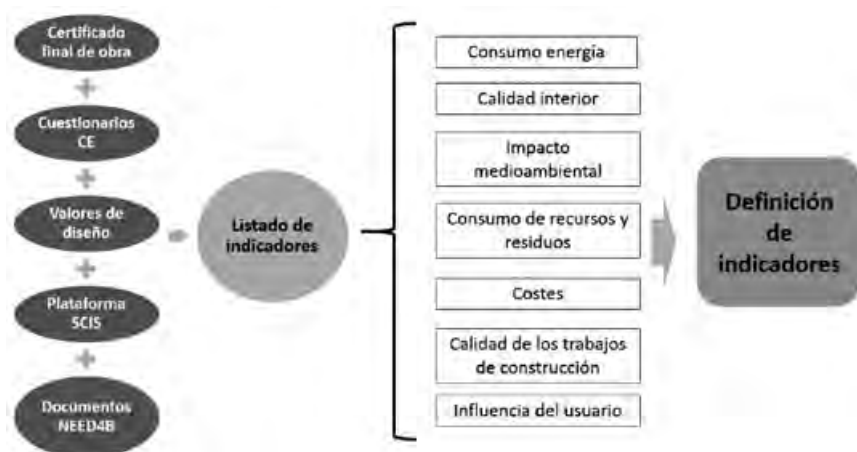 Certificado
final de obra
+
Cuestionarios
CE
+
Valores de
diseño
+
Plataforma
SCIS
+
Documentos
NEED4B
Listado de
indicadores
Consumo energía
Calidad interior
Impacto
medioambiental
Consumo de recursos y
residuos
Costes
Calidad de los trabajos
de construcción
Influencia del usuario
Definición
de
indicadores